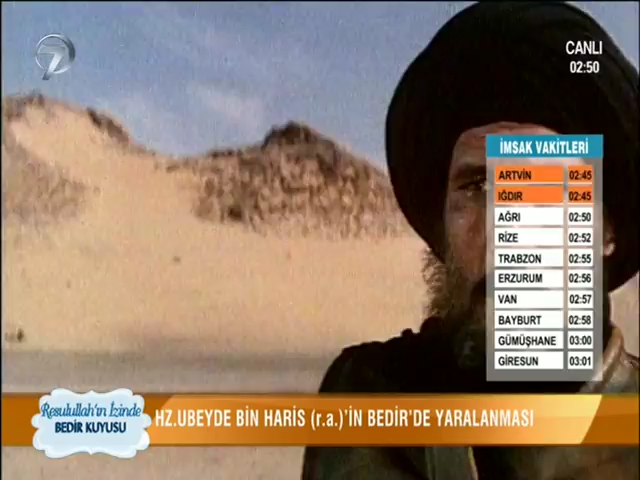 7
CANLI
02:50
İMSAK VAKİTLERİ
ARTVİN 02:45
IĞDIR 02:45
AĞRI 02:50
RİZE 02:52
TRABZON 02:55
ERZURUM 02:56
VAN 02:57
BAYBURT 02:58
GÜMÜŞHANE 03:00
GİRESUN 03:01
Resulullah'ın İzinde
BEDİR KUYUSU
HZ.UBEYDE BİN HARİS (r.a.)'İN BEDİR'DE YARALANMASI